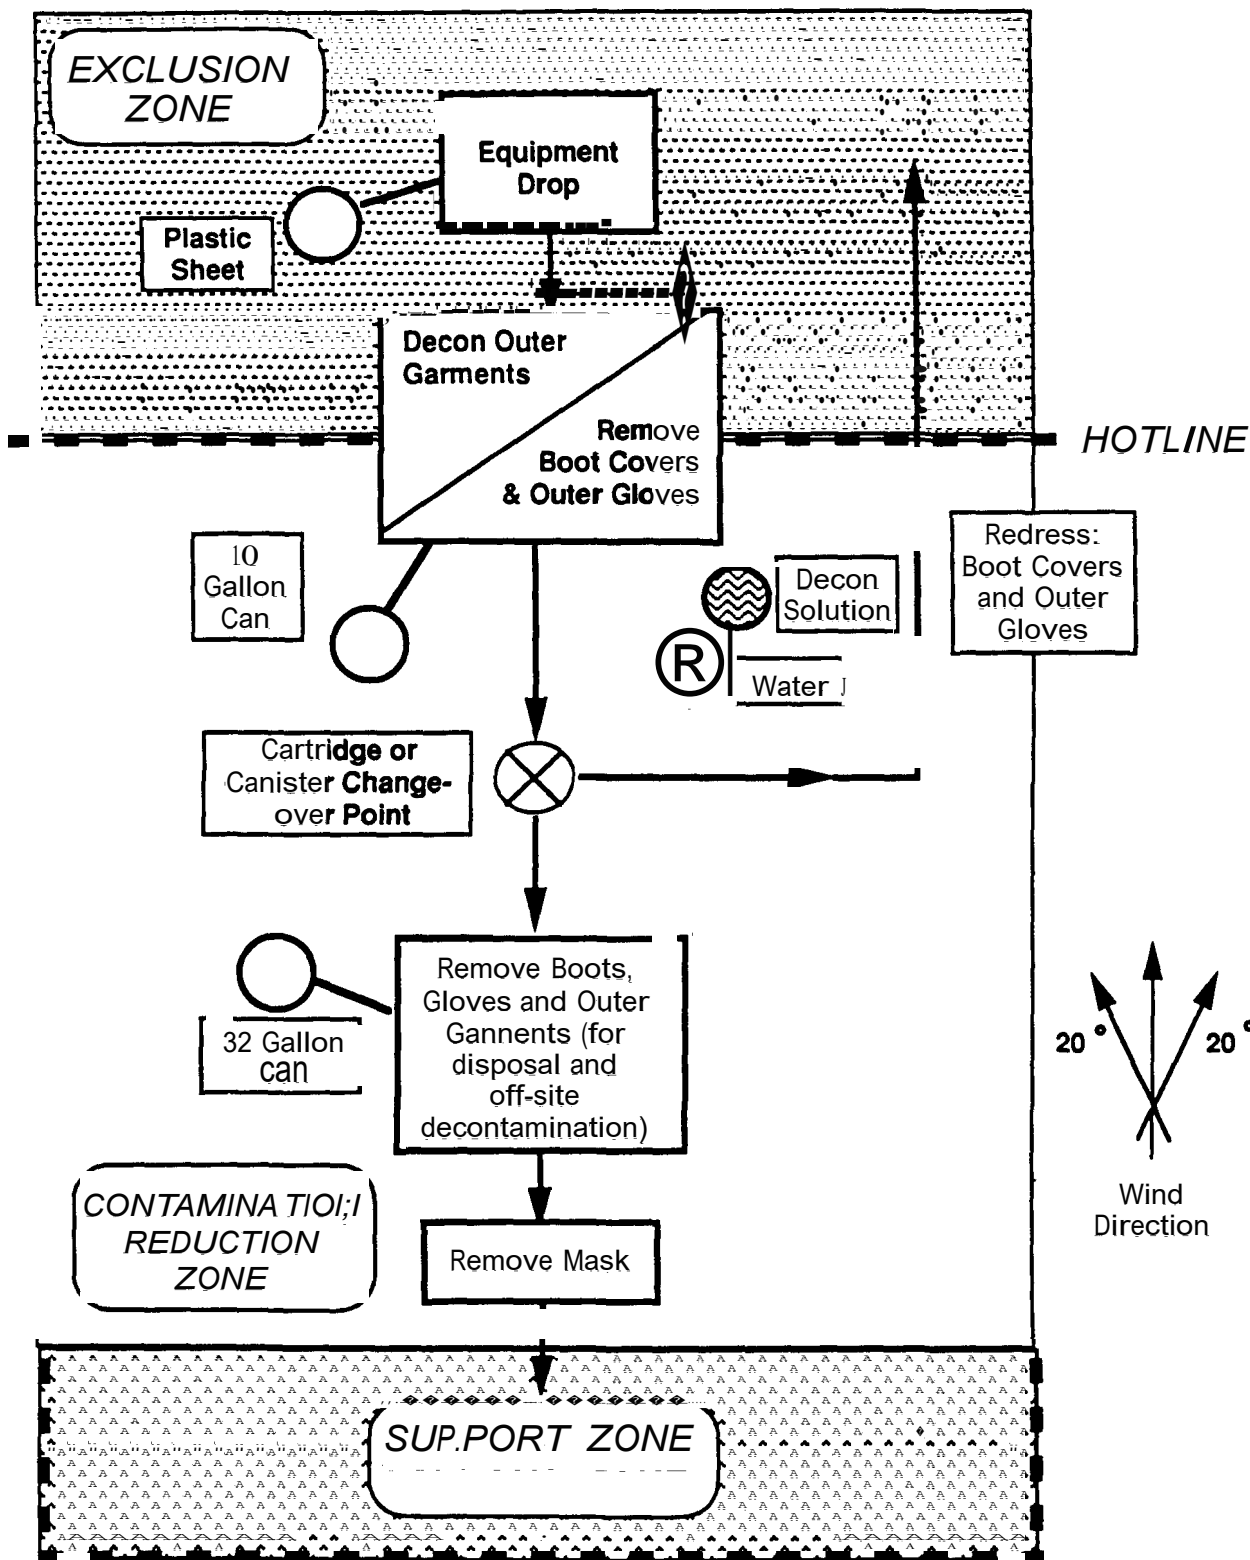 EXCLUSION
ZONE
Equipment
Drop
Plastic
Sheet
Decon Outer
Garments
Remove
Boot Covers
& Outer Gloves
HOTLINE
10
Gallon
Can
Decon
Solution
R
Water J
Redress:
Boot Covers
and Outer
Gloves
Cartridge or
Canister Change-
over Point
Remove Boots,
Gloves and Outer
Gannents (for
disposal and
off-site
decontamination)
32 Gallon
can
20°
20°
Wind
Direction
CONTAMINA TIOI;I
REDUCTION
ZONE
Remove Mask
SUP.PORT ZONE